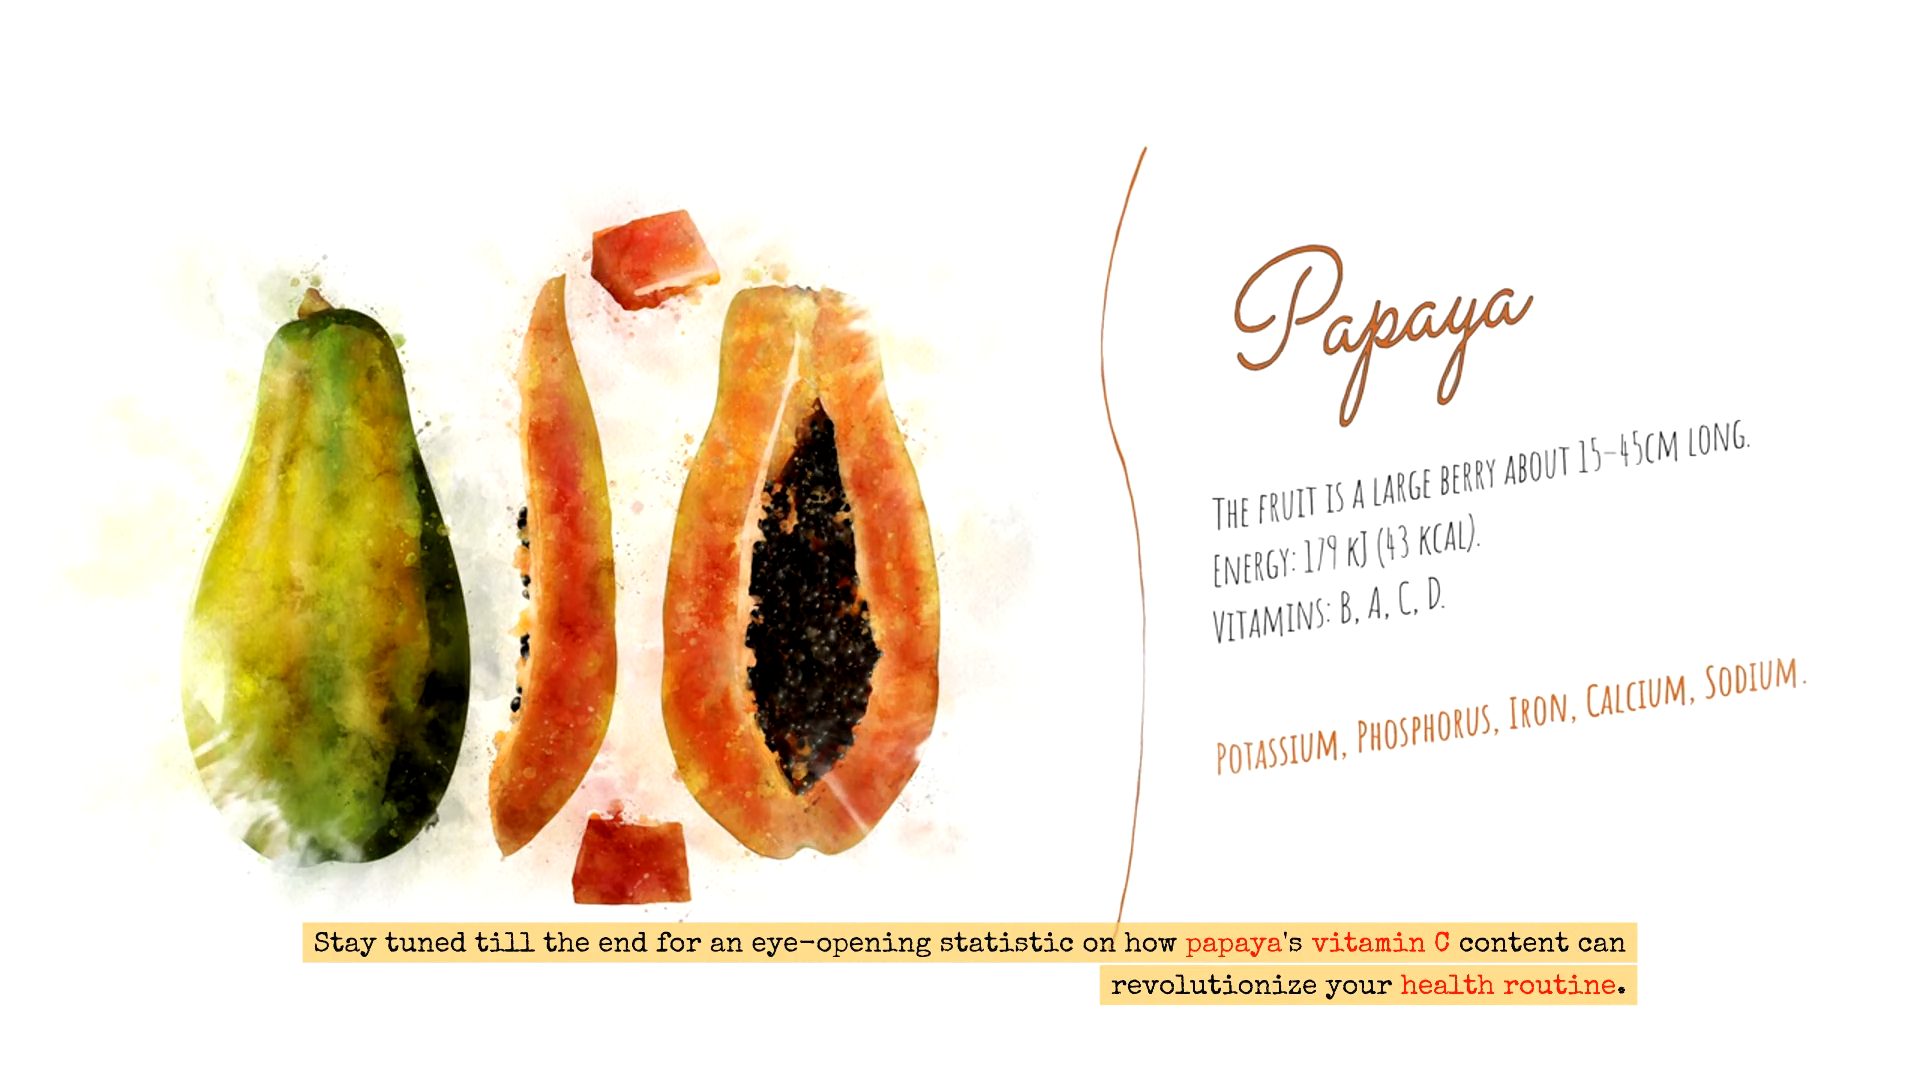 Papaya
The fruit is a large berry about 15-45cm long.
Energy: 179 kJ (43 kcal).
Vitamins: B, A, C, D.
Potassium, Phosphorus, Iron, Calcium, Sodium.
Stay tuned till the end for an eye-opening statistic on how papaya's vitamin C content can
revolutionize your health routine.